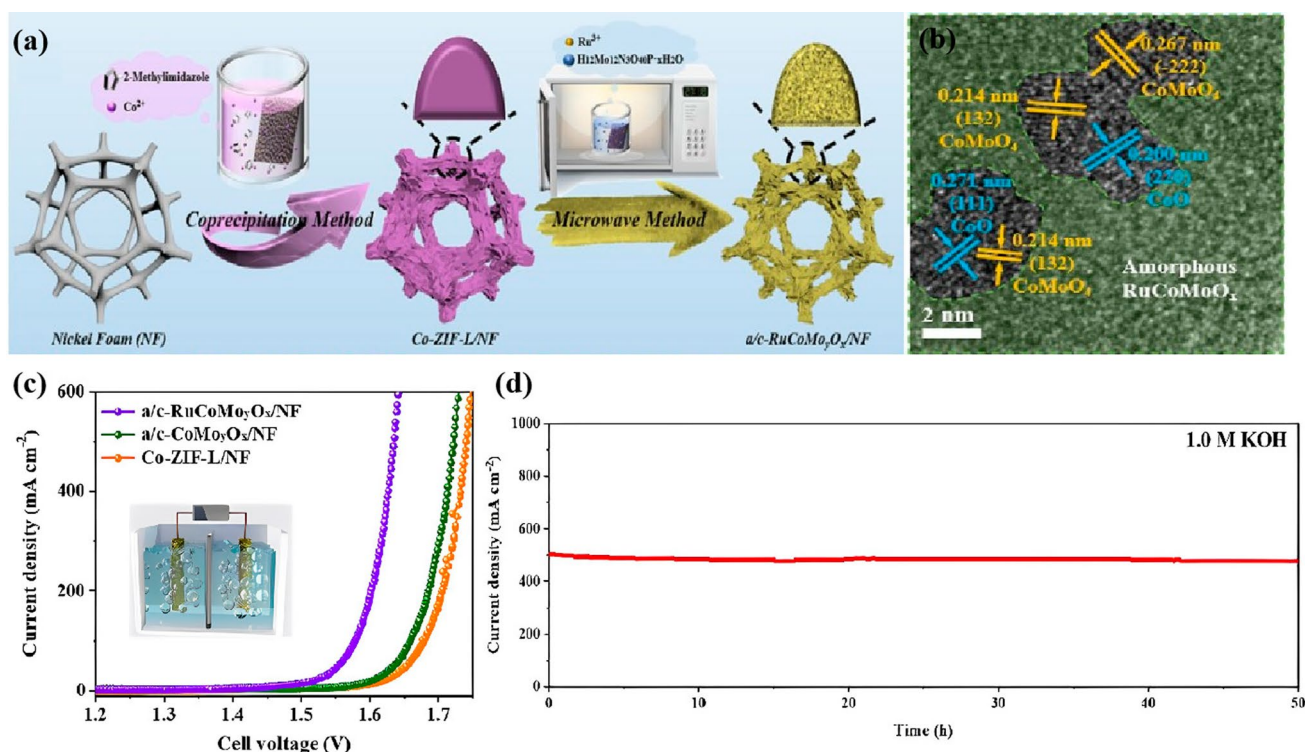 (a)
2-Methylimidazole
Co2+
Ru3+
H12Mo12N3O40P·xH2O
Coprecipitation Method
Microwave Method
Nickel Foam (NF)
Co-ZIF-L/NF
a/c-RuCoMoyOx/NF
(b)
0.267 nm
(-222)
CoMoO4
0.214 nm
(132)
CoMoO4
0.200 nm
(220)
CoO
0.271 nm
(111)
CoO
0.214 nm
(132)
CoMoO4
Amorphous
RuCoMoOx
2 nm
(c)
a/c-RuCoMoyOx/NF
a/c-CoMoyOx/NF
Co-ZIF-L/NF
600
400
200
0
1.2 1.3 1.4 1.5 1.6 1.7
Current density (mA cm−2)
Cell voltage (V)
(d)
1.0 M KOH
1000
800
600
400
200
0
0 10 20 30 40 50
Current density (mA cm−2)
Time (h)